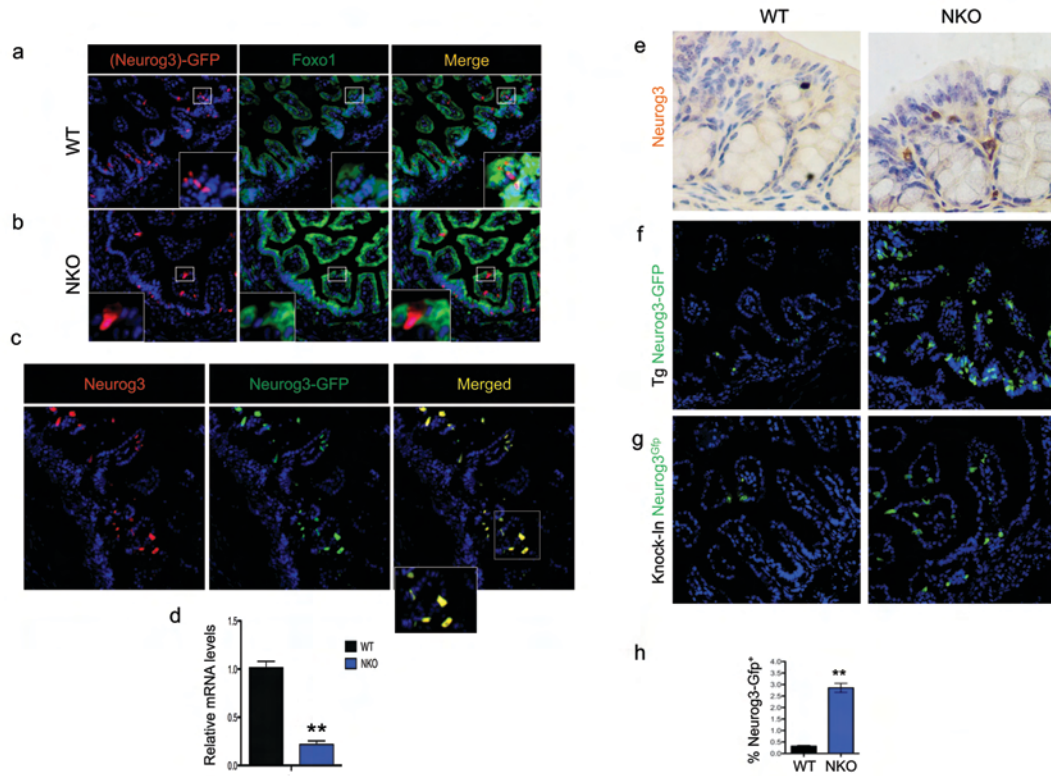 WT
NKO
a
(Neurog3)-GFP
Foxo1
Merge
WT
b
NKO
c
Neurog3
Neurog3-GFP
Merged
d
Relative mRNA levels
1.5
1.0
0.5
0.0
WT
NKO
**
e
Neurog3
f
Tg Neurog3-GFP
g
Knock-In Neurog3Gfp
h
% Neurog3-Gfp+
4.0
3.5
3.0
2.5
2.0
1.5
1.0
0.5
0.0
**
WT
NKO